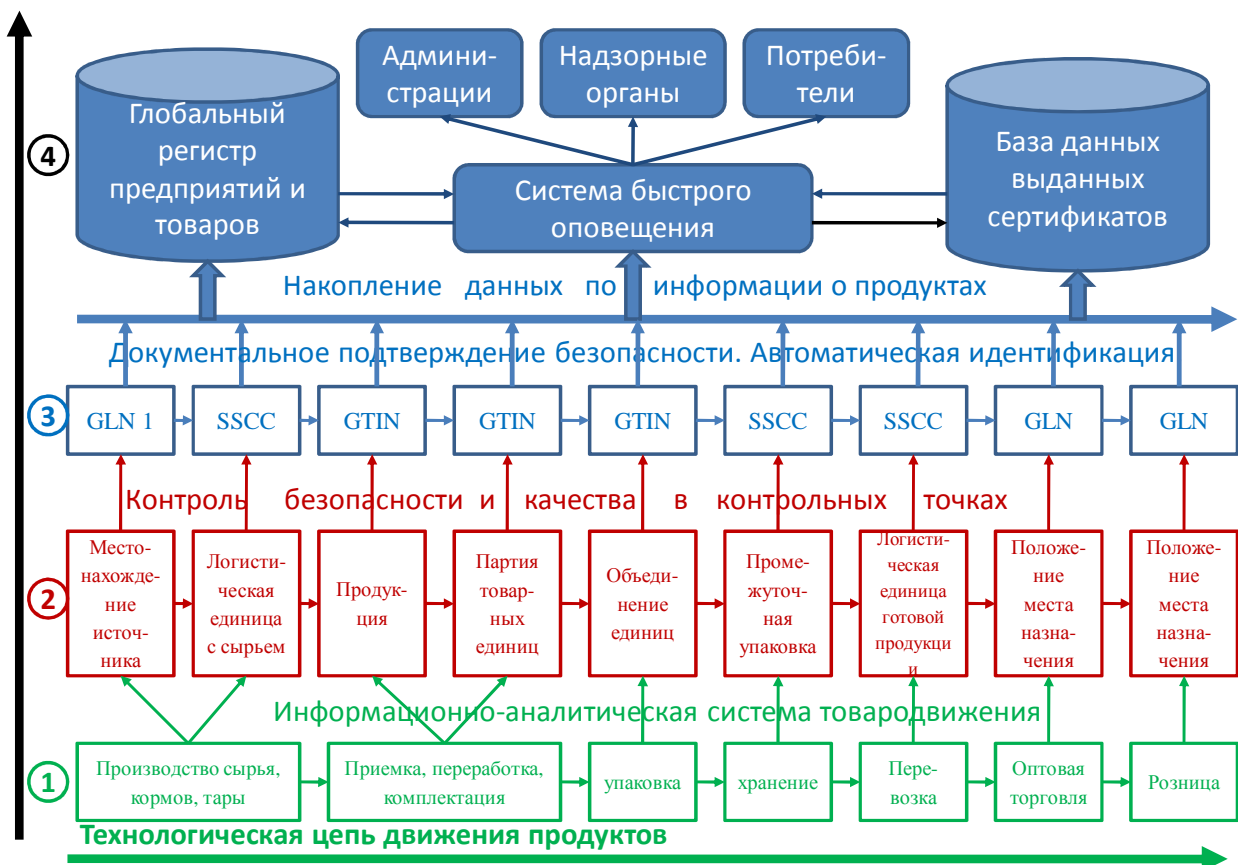 Админи-
страции
Надзорные
органы
Потреби-
тели
Глобальный
регистр
предприятий и
товаров
4
База данных
выданных
сертификатов
Система быстрого
оповещения
Накопление данных по информации о продуктах
Документальное подтверждение безопасности. Автоматическая идентификация
3
GLN 1
SSCC
GTIN
GTIN
GTIN
SSCC
SSCC
GLN
GLN
Контроль безопасности и качества в контрольных точках
2
Место-
нахожде-
ние
источ-
ника
Логисти-
ческая
единица
с сырьем
Продук-
ция
Партия
товар-
ных
единиц
Объеди-
нение
единиц
Проме-
жуточ-
ная
упаковка
Логисти-
ческая
единица
готовой
продукци
и
Положе-
ние
места
назна-
чения
Положе-
ние
места
назна-
чения
Информационно-аналитическая система товародвижения
1
Производство сырья,
кормов, тары
Приемка, переработка,
комплектация
упаковка
хранение
Пере-
возка
Оптовая
торговля
Розница
Технологическая цепь движения продуктов